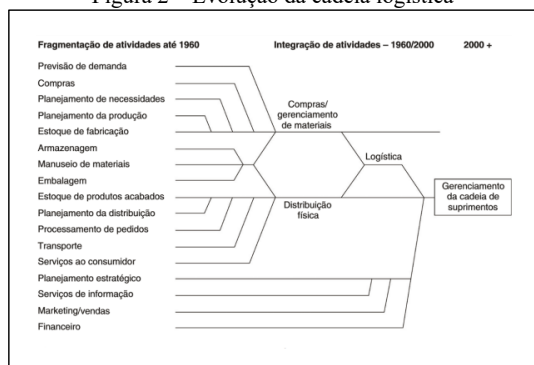 Figura 2 – Evolução da cadeia logística
Fragmentação de atividades até 1960 Integração de atividades – 1960/2000 2000 +
Previsão de demanda
Compras
Planejamento de necessidades
Planejamento da produção
Estoque de fabricação
Armazenagem
Manuseio de materiais
Embalagem
Estoque de produtos acabados
Planejamento da distribuição
Processamento de pedidos
Transporte
Serviços ao consumidor
Planejamento estratégico
Serviços de informação
Marketing/vendas
Financeiro
Compras/
gerenciamento
de materiais
Logística
Distribuição
física
Gerenciamento
da cadeia de
suprimentos